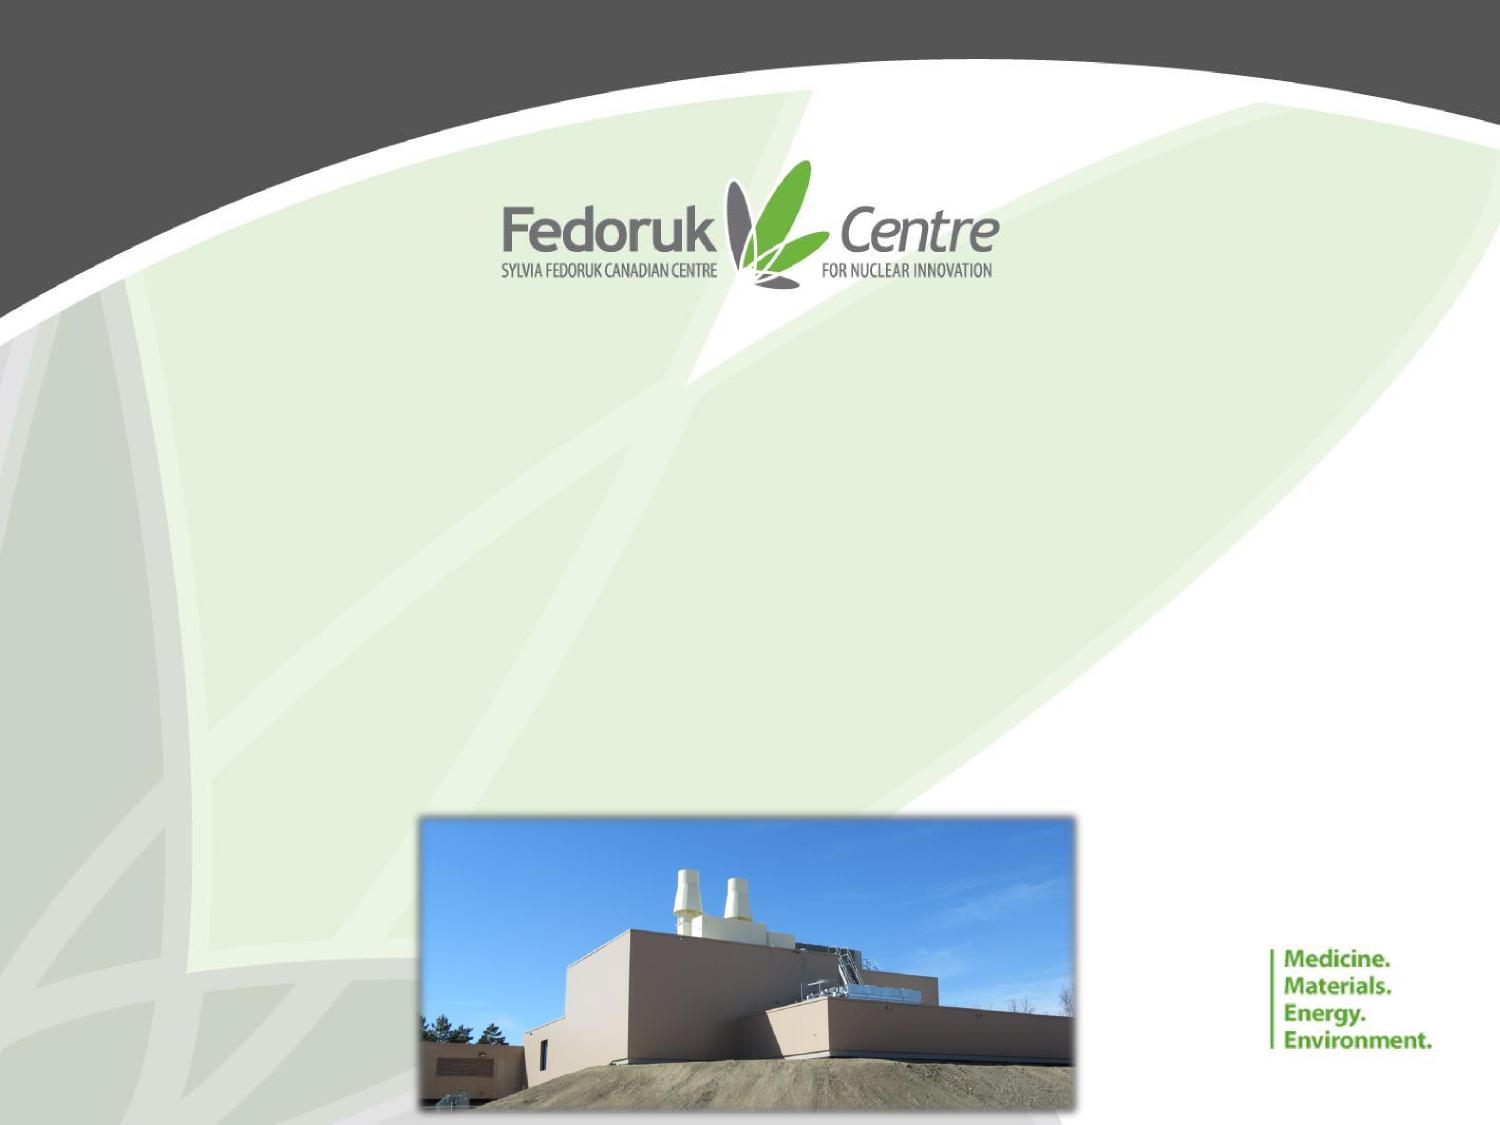 Fedoruk Centre
SYLVIA FEDORUK CANADIAN CENTRE FOR NUCLEAR INNOVATION
Medicine.
Materials.
Energy.
Environment.